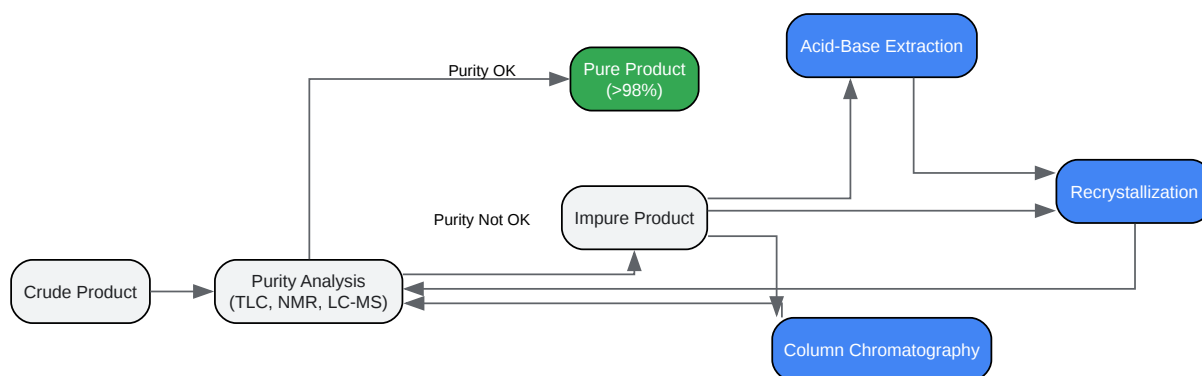 Acid-Base Extraction
Purity OK
Pure Product
(>98%)
Recrystallization
Purity Not OK
Impure Product
Crude Product
Purity Analysis
(TLC, NMR, LC-MS)
Column Chromatography